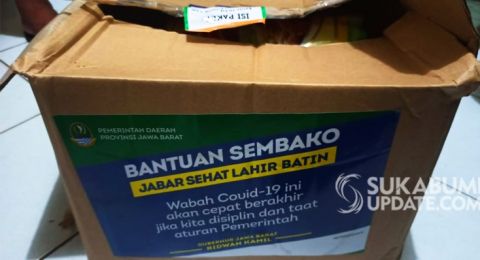 ISI PAKET
PEMERINTAH DAERAH
PROVINSI JAWA BARAT
BANTUAN SEMBAKO
JABAR SEHAT LAHIR BATIN
Wabah Covid-19 ini
akan cepat berakhir
jika kita disiplin dan taat
aturan Pemerintah
GUBERNUR JAWA BARAT
RIDWAN KAMIL
SUKABUMI
UPDATE.COM